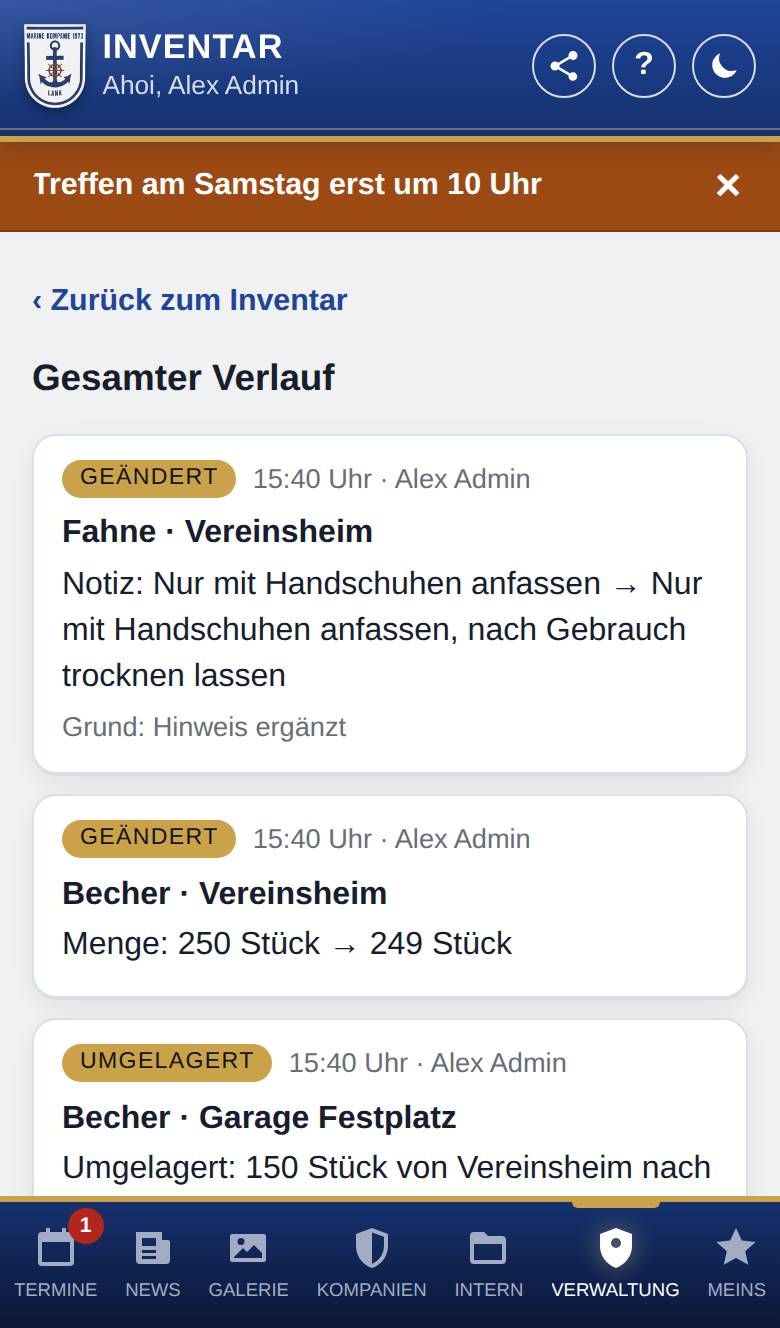 MARINE KOMPANIE 1973
LANK
INVENTAR
Ahoi, Alex Admin
?
Treffen am Samstag erst um 10 Uhr
×
‹ Zurück zum Inventar
Gesamter Verlauf
GEÄNDERT 15:40 Uhr · Alex Admin
Fahne · Vereinsheim
Notiz: Nur mit Handschuhen anfassen → Nur
mit Handschuhen anfassen, nach Gebrauch
trocknen lassen
Grund: Hinweis ergänzt
GEÄNDERT 15:40 Uhr · Alex Admin
Becher · Vereinsheim
Menge: 250 Stück → 249 Stück
UMGELAGERT 15:40 Uhr · Alex Admin
Becher · Garage Festplatz
Umgelagert: 150 Stück von Vereinsheim nach
1
TERMINE NEWS GALERIE KOMPANIEN INTERN VERWALTUNG MEINS